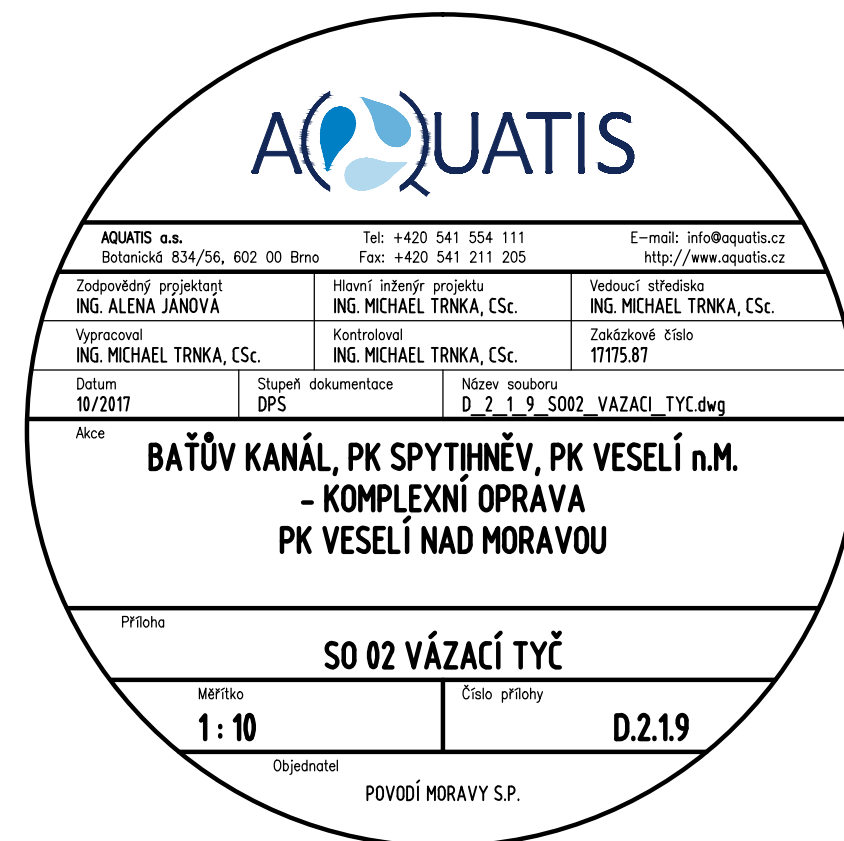 AQUATIS
AQUATIS a.s. Tel: +420 541 554 111 E-mail: info@aquatis.cz
Botanická 834/56, 602 00 Brno Fax: +420 541 211 205 http://www.aquatis.cz
Zodpovědný projektant Hlavní inženýr projektu Vedoucí střediska
ING. ALENA JÁNOVÁ ING. MICHAEL TRNKA, CSc. ING. MICHAEL TRNKA, CSc.
Vypracoval Kontroloval Zakázkové číslo
ING. MICHAEL TRNKA, CSc. ING. MICHAEL TRNKA, CSc. 17175.87
Datum Stupeň dokumentace Název souboru
10/2017 DPS D_2_1_9_SO02_VAZACI_TYC.dwg
Akce
BAŤŮV KANÁL, PK SPYTIHNĚV, PK VESELÍ n.M.
- KOMPLEXNÍ OPRAVA
PK VESELÍ NAD MORAVOU
Příloha
SO 02 VÁZACÍ TYČ
Měřítko Číslo přílohy
1 : 10 D.2.1.9
Objednatel
POVODÍ MORAVY S.P.